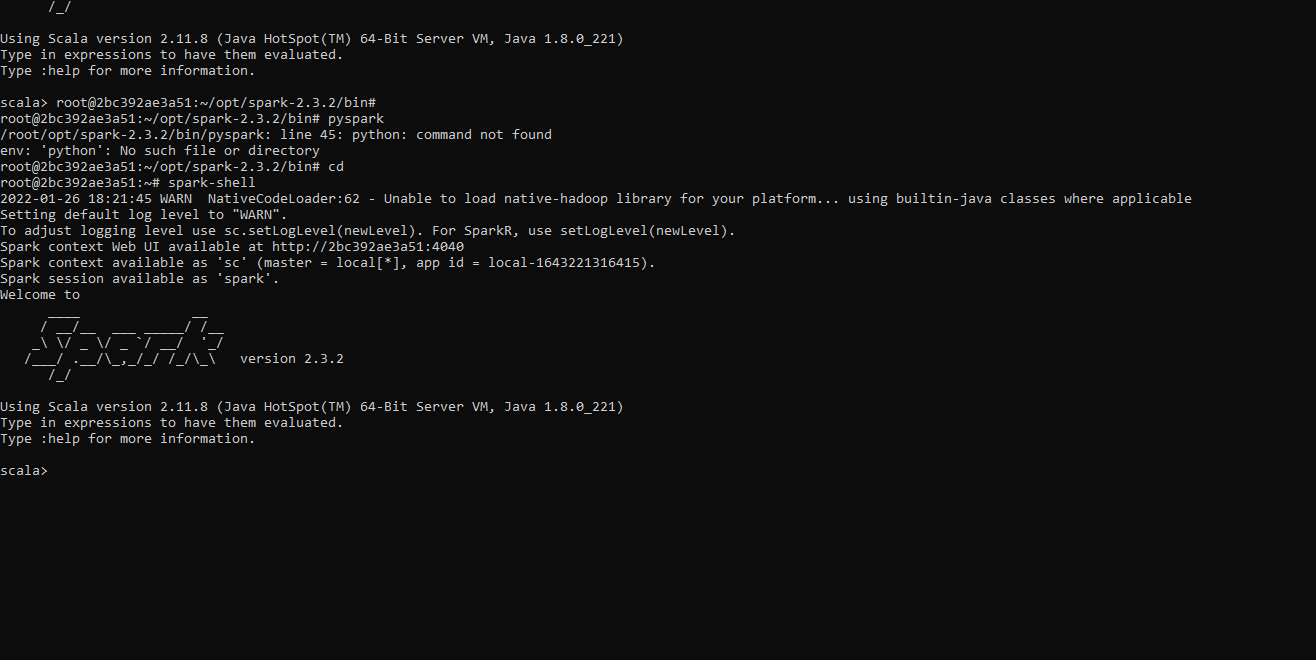 /_/

Using Scala version 2.11.8 (Java HotSpot(TM) 64-Bit Server VM, Java 1.8.0_221)
Type in expressions to have them evaluated.
Type :help for more information.

scala> root@2bc392ae3a51:~/opt/spark-2.3.2/bin#
root@2bc392ae3a51:~/opt/spark-2.3.2/bin# pyspark
/root/opt/spark-2.3.2/bin/pyspark: line 45: python: command not found
env: 'python': No such file or directory
root@2bc392ae3a51:~/opt/spark-2.3.2/bin# cd
root@2bc392ae3a51:~# spark-shell
2022-01-26 18:21:45 WARN  NativeCodeLoader:62 - Unable to load native-hadoop library for your platform... using builtin-java classes where applicable
Setting default log level to "WARN".
To adjust logging level use sc.setLogLevel(newLevel). For SparkR, use setLogLevel(newLevel).
Spark context Web UI available at http://2bc392ae3a51:4040
Spark context available as 'sc' (master = local[*], app id = local-1643221316415).
Spark session available as 'spark'.
Welcome to
      ____              __
     / __/__  ___ _____/ /__
    _\ \/ _ \/ _ `/ __/  '_/
   /___/ .__/\_,_/_/ /_/\_\   version 2.3.2
      /_/

Using Scala version 2.11.8 (Java HotSpot(TM) 64-Bit Server VM, Java 1.8.0_221)
Type in expressions to have them evaluated.
Type :help for more information.

scala>